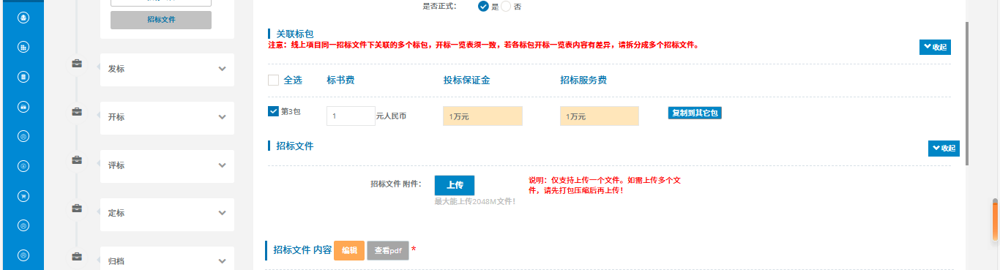 是否正式： 是 否
招标文件
关联标包
注意：线上项目同一招标文件下关联的多个标包，开标一览表须一致，若各标包开标一览表内容有差异，请拆分成多个招标文件。
收起
发标
全选 标书费 投标保证金 招标服务费
开标
第3包 1 元人民币 1万元 1万元 复制到其它包
招标文件
收起
评标
招标文件 附件： 上传
说明：仅支持上传一个文件。如需上传多个文
件，请先打包压缩后再上传！
最大能上传2048M文件！
定标
招标文件 内容 编辑 查看pdf *
归档